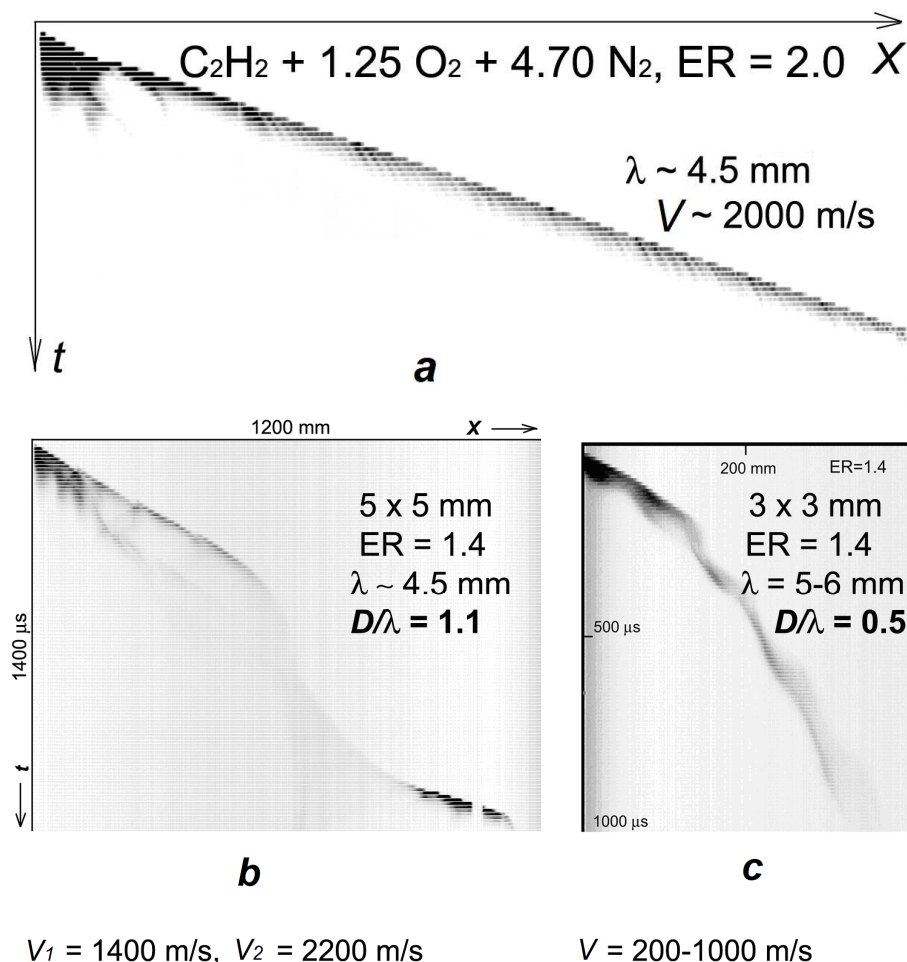 C2H2 + 1.25 O2 + 4.70 N2, ER = 2.0 X
λ ~ 4.5 mm
V ~ 2000 m/s
t
a
1200 mm x
5 x 5 mm
ER = 1.4
λ ~ 4.5 mm
D/λ = 1.1
1400 µs
t
b
200 mm ER=1.4
3 x 3 mm
ER = 1.4
λ = 5-6 mm
D/λ = 0.5
500 µs
1000 µs
c
V1 = 1400 m/s, V2 = 2200 m/s
V = 200-1000 m/s